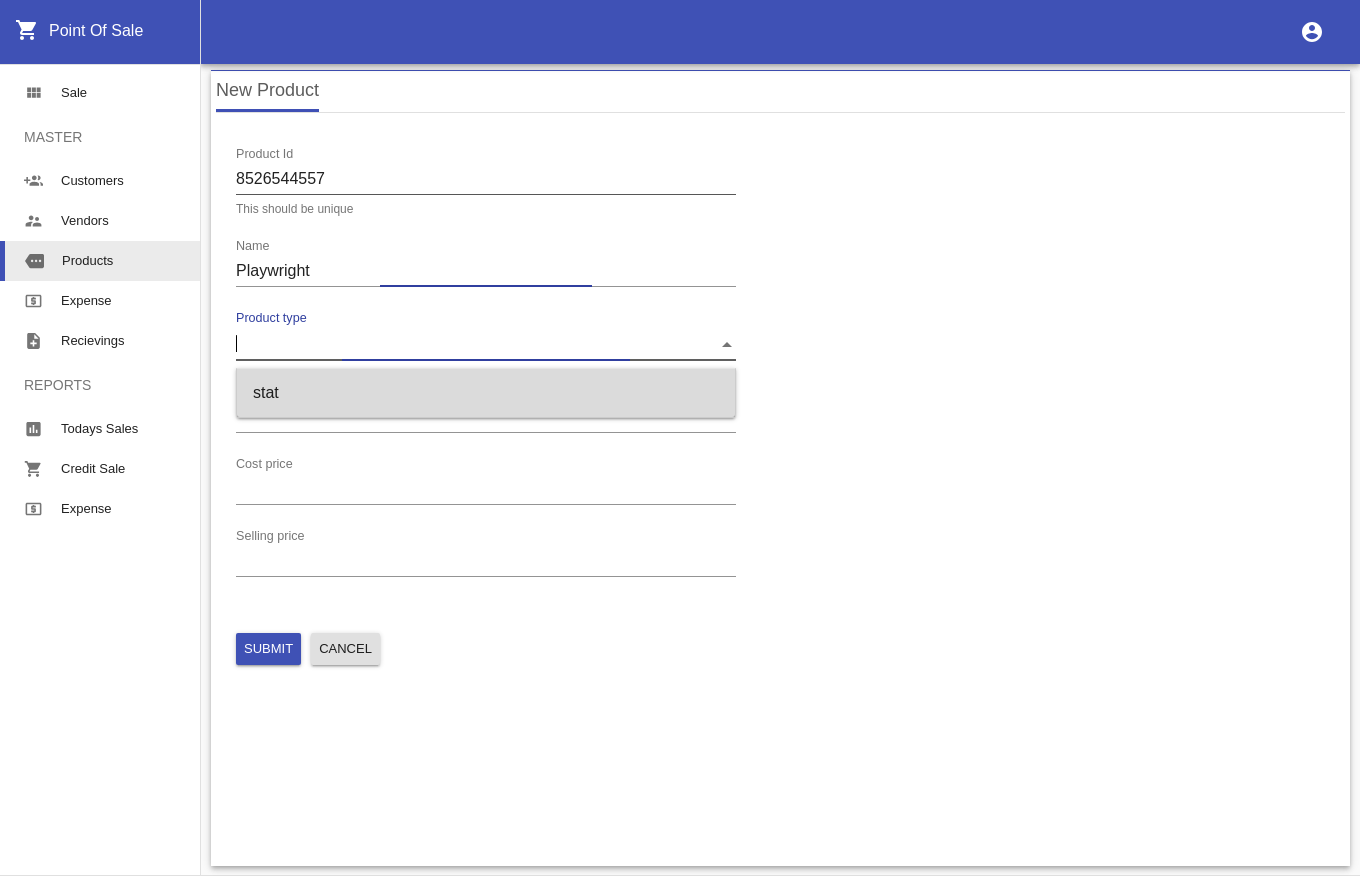 Point Of Sale
Sale
MASTER
Customers
Vendors
Products
Expense
Recievings
REPORTS
Todays Sales
Credit Sale
Expense
New Product
Product Id
8526544557
This should be unique
Name
Playwright
Product type
stat
Cost price
Selling price
SUBMIT CANCEL